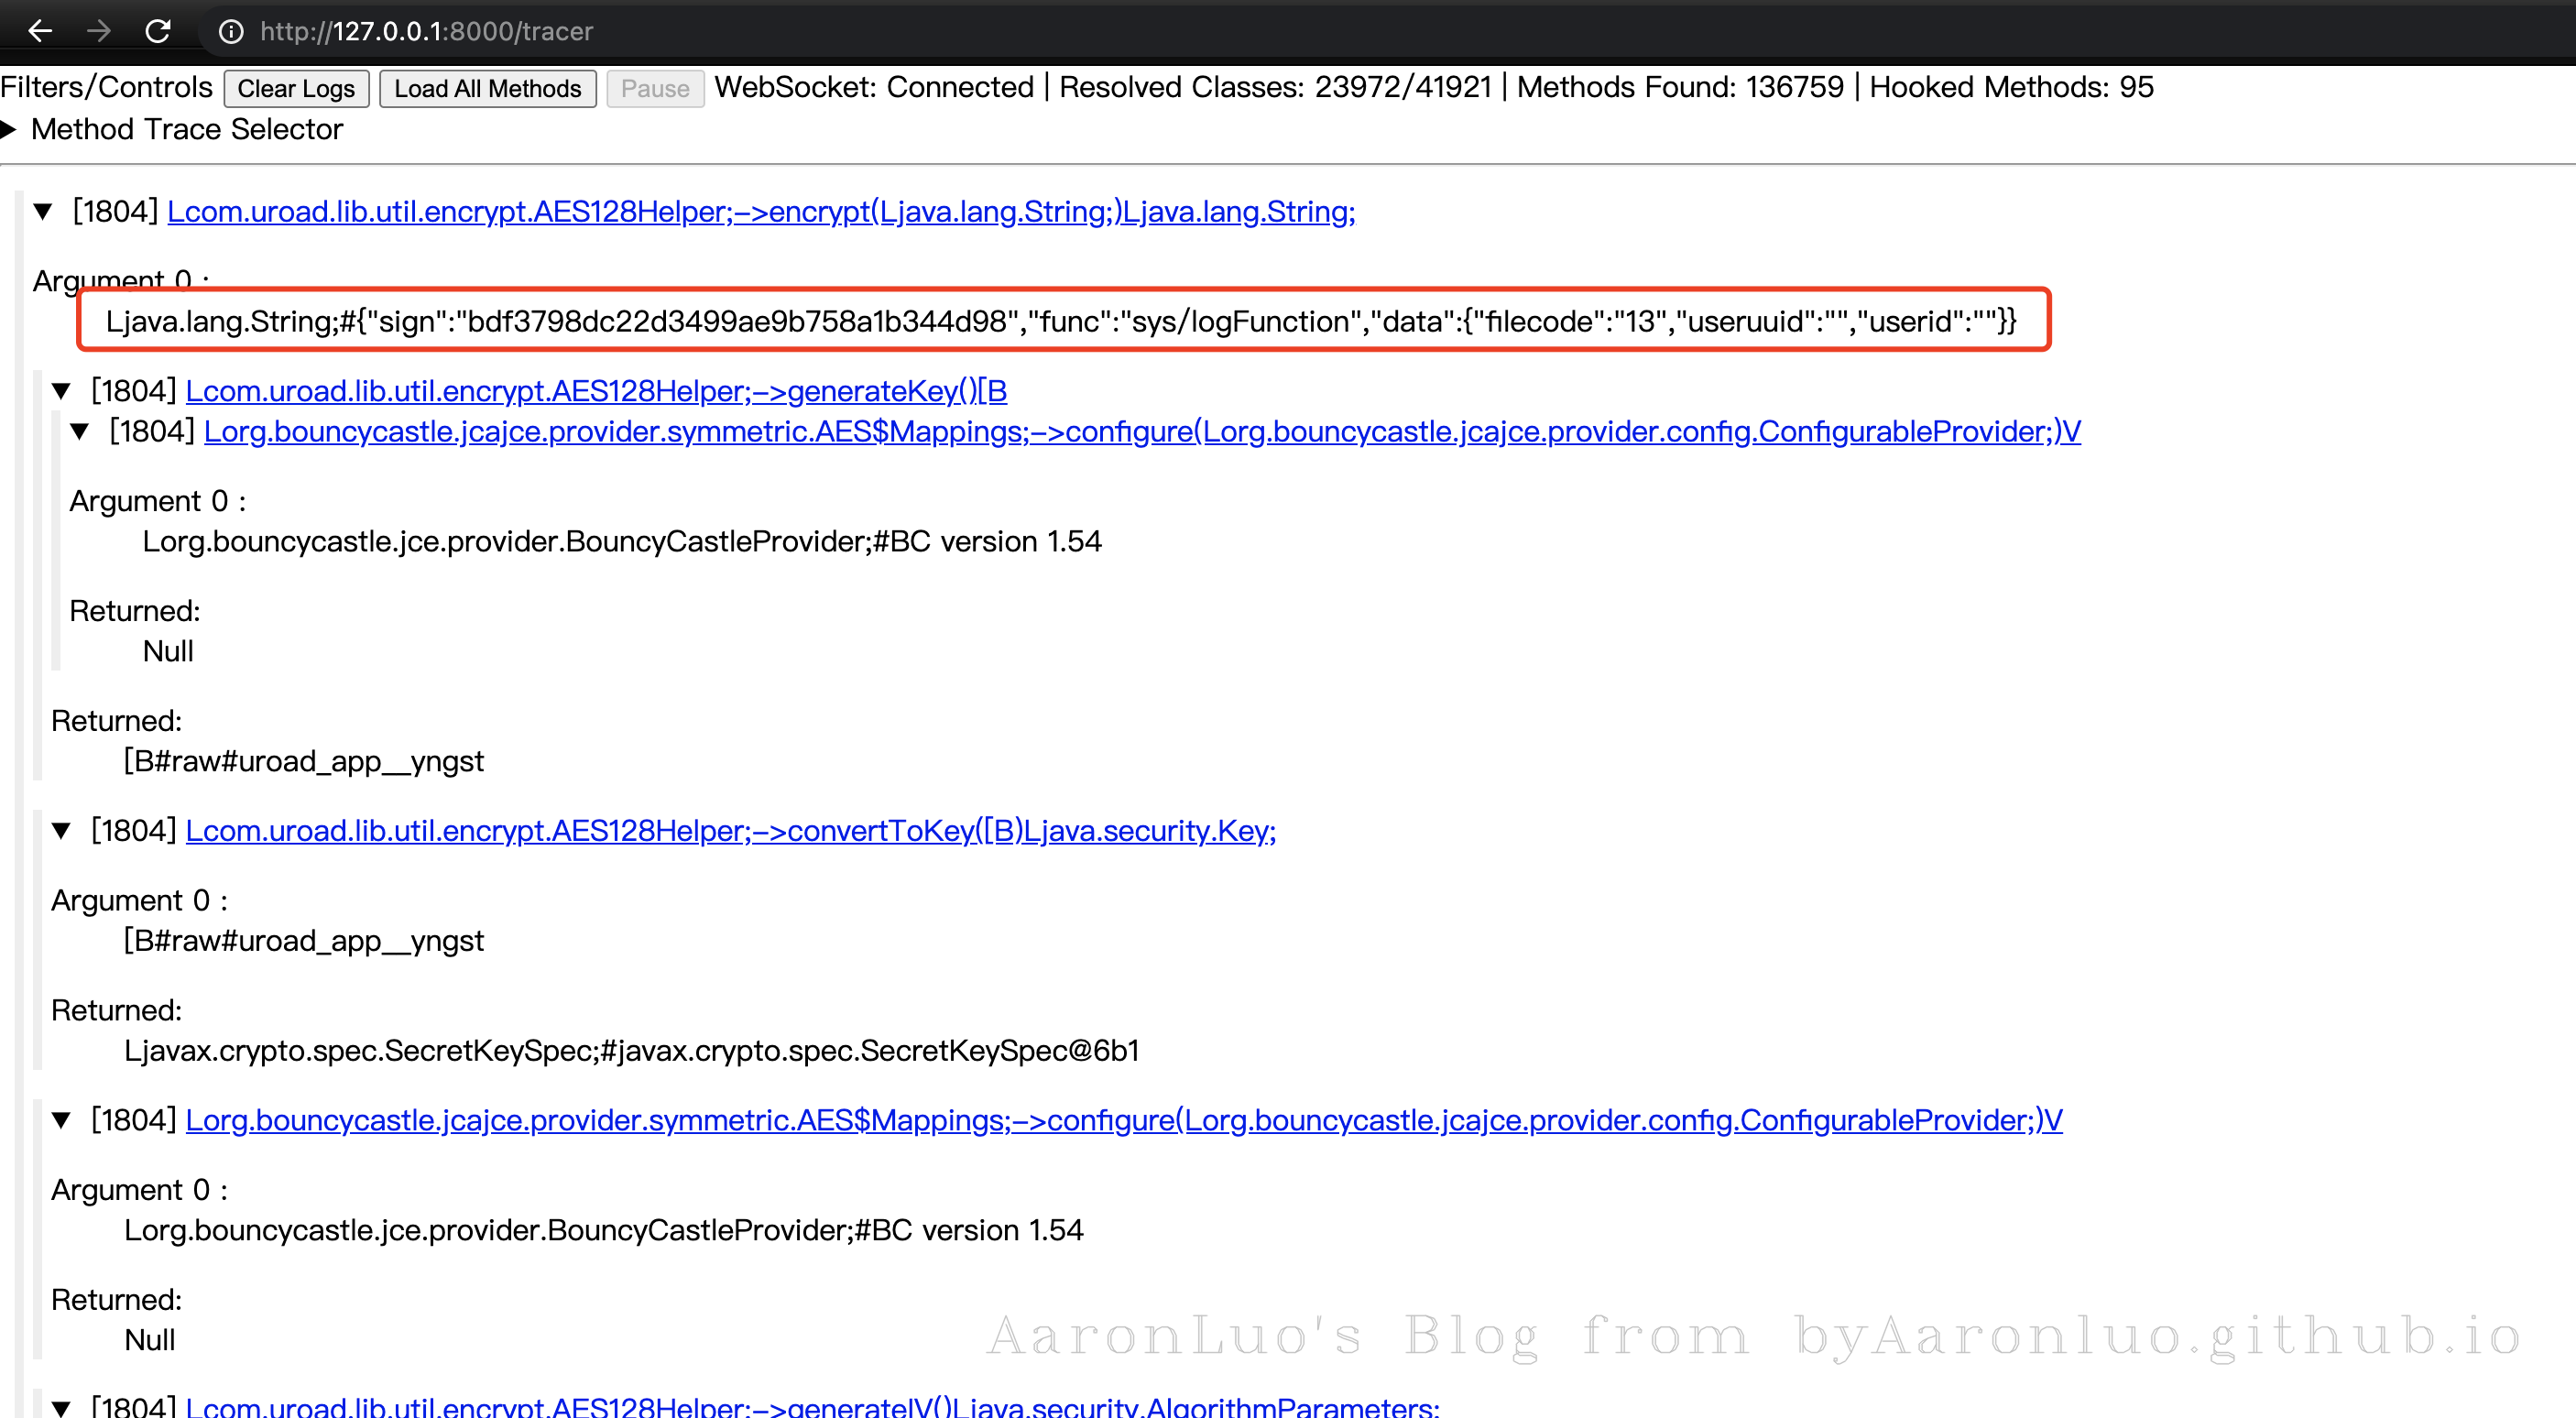 http://127.0.0.1:8000/tracer
Filters/Controls Clear Logs Load All Methods Pause WebSocket: Connected | Resolved Classes: 23972/41921 | Methods Found: 136759 | Hooked Methods: 95
▶ Method Trace Selector
▼ [1804] Lcom.uroad.lib.util.encrypt.AES128Helper;->encrypt(Ljava.lang.String;)Ljava.lang.String;
Argument 0 :
Ljava.lang.String;#{"sign":"bdf3798dc22d3499ae9b758a1b344d98","func":"sys/logFunction","data":{"filecode":"13","useruuid":"","userid":""}}
▼ [1804] Lcom.uroad.lib.util.encrypt.AES128Helper;->generateKey()[B
▼ [1804] Lorg.bouncycastle.jcajce.provider.symmetric.AES$Mappings;->configure(Lorg.bouncycastle.jcajce.provider.config.ConfigurableProvider;)V
Argument 0 :
Lorg.bouncycastle.jce.provider.BouncyCastleProvider;#BC version 1.54
Returned:
Null
Returned:
[B#raw#uroad_app__yngst
▼ [1804] Lcom.uroad.lib.util.encrypt.AES128Helper;->convertToKey([B)Ljava.security.Key;
Argument 0 :
[B#raw#uroad_app__yngst
Returned:
Ljavax.crypto.spec.SecretKeySpec;#javax.crypto.spec.SecretKeySpec@6b1
▼ [1804] Lorg.bouncycastle.jcajce.provider.symmetric.AES$Mappings;->configure(Lorg.bouncycastle.jcajce.provider.config.ConfigurableProvider;)V
Argument 0 :
Lorg.bouncycastle.jce.provider.BouncyCastleProvider;#BC version 1.54
Returned:
Null
AaronLuo's Blog from byAaronluo.github.io
▼ [1804] Lcom.uroad.lib.util.encrypt.AES128Helper;->generateIV()Ljava.security.AlgorithmParameters;